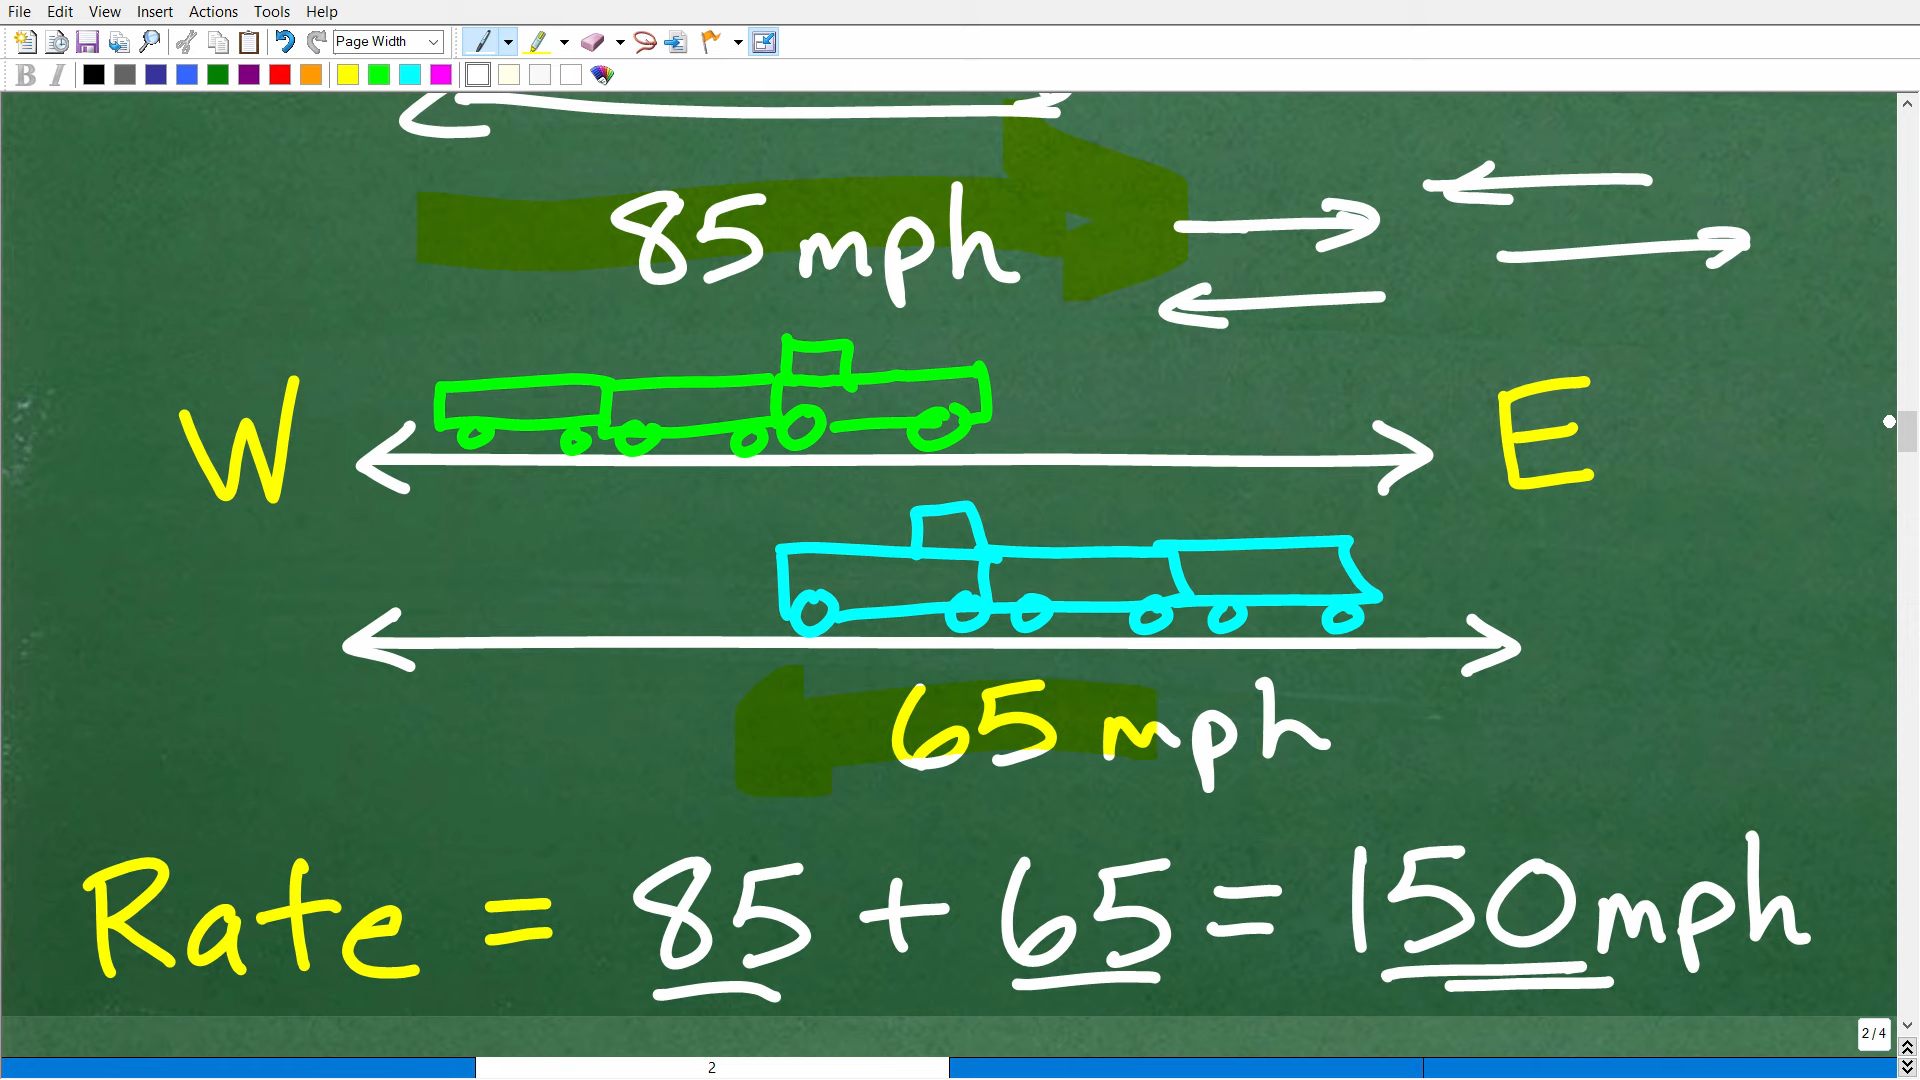 File Edit View Insert Actions Tools Help
Page Width
B I
85 mph
W E
65 mph
Rate = 85 + 65 = 150 mph
2 / 4
2